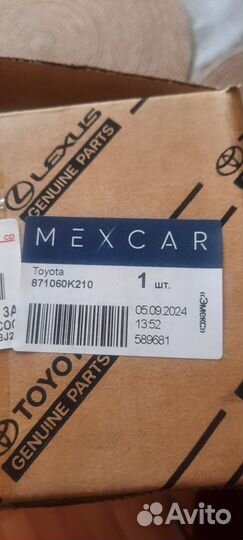 LEXUS
GENUINE PARTS
MEXCAR
Toyota
871060K210
1 шт.
05.09.2024
13:52
589681
«Эмекс»
TOYOTA
GENUINE PARTS
Avito